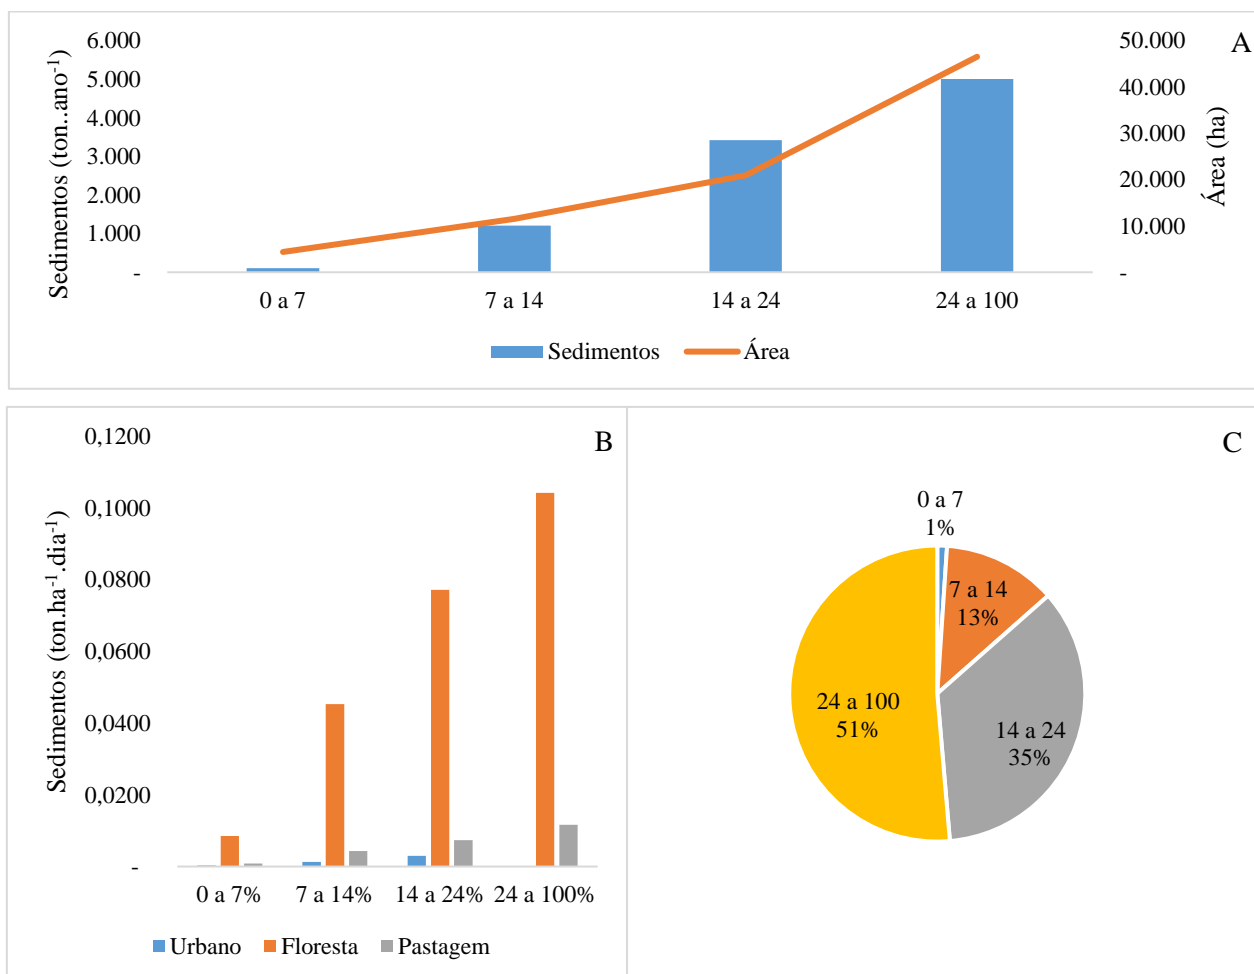 A
Sedimentos (ton..ano⁻¹)
6.000
5.000
4.000
3.000
2.000
1.000
-
50.000
40.000
30.000
20.000
10.000
-
Área (ha)
0 a 7
7 a 14
14 a 24
24 a 100
Sedimentos
Área
B
Sedimentos (ton.ha⁻¹.dia⁻¹)
0,1200
0,1000
0,0800
0,0600
0,0400
0,0200
-
0 a 7%
7 a 14%
14 a 24%
24 a 100%
Urbano
Floresta
Pastagem
C
0 a 7
1%
7 a 14
13%
14 a 24
35%
24 a 100
51%